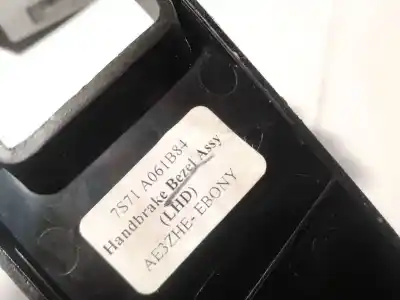 7S71 A061B84
Handbrake Bezel Assy
(LHD)
AE3ZHE- EBONY